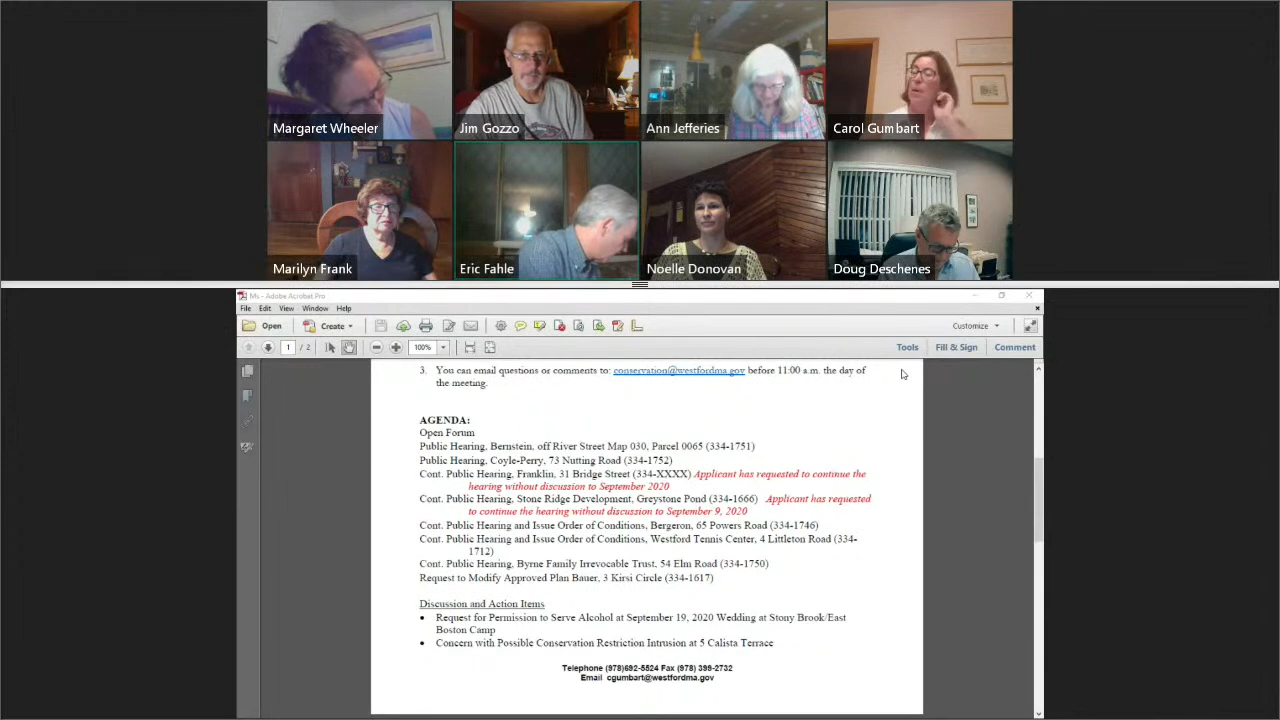 Margaret Wheeler
Jim Gozzo
Ann Jefferies
Carol Gumbart
Marilyn Frank
Eric Fahle
Noelle Donovan
Doug Deschenes
Ms - Adobe Acrobat Pro
File Edit View Window Help
Open Create Customize
1 / 2 100% Tools Fill & Sign Comment
3. You can email questions or comments to: conservation@westfordma.gov before 11:00 a.m. the day of
the meeting.
AGENDA:
Open Forum
Public Hearing, Bernstein, off River Street Map 030, Parcel 0065 (334-1751)
Public Hearing, Coyle-Perry, 73 Nutting Road (334-1752)
Cont. Public Hearing, Franklin, 31 Bridge Street (334-XXXX) Applicant has requested to continue the
hearing without discussion to September 2020
Cont. Public Hearing, Stone Ridge Development, Greystone Pond (334-1666) Applicant has requested
to continue the hearing without discussion to September 9, 2020
Cont. Public Hearing and Issue Order of Conditions, Bergeron, 65 Powers Road (334-1746)
Cont. Public Hearing and Issue Order of Conditions, Westford Tennis Center, 4 Littleton Road (334-
1712)
Cont. Public Hearing, Byrne Family Irrevocable Trust, 54 Elm Road (334-1750)
Request to Modify Approved Plan Bauer, 3 Kirsi Circle (334-1617)
Discussion and Action Items
• Request for Permission to Serve Alcohol at September 19, 2020 Wedding at Stony Brook/East
Boston Camp
• Concern with Possible Conservation Restriction Intrusion at 5 Calista Terrace
Telephone (978)692-5524 Fax (978) 399-2732
Email cgumbart@westfordma.gov